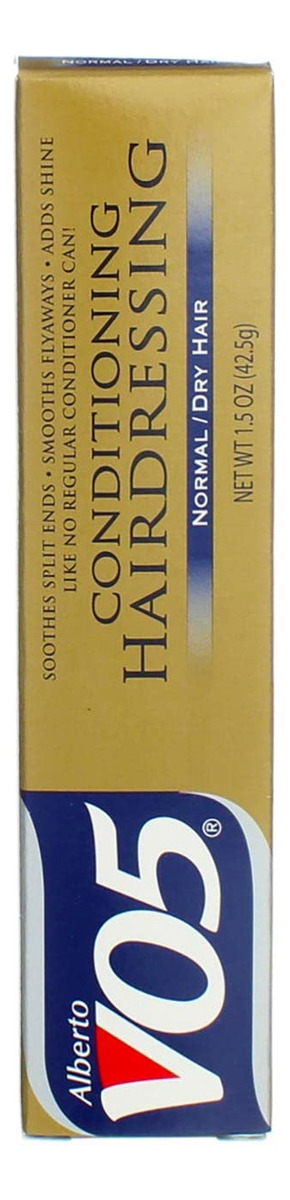 NORMAL / DRY HAIR
Alberto
VO5®
SOOTHES SPLIT ENDS • SMOOTHS FLYAWAYS • ADDS SHINE
LIKE NO REGULAR CONDITIONER CAN!
CONDITIONING
HAIRDRESSING
NORMAL / DRY HAIR
NET WT 1.5 OZ (42.5g)